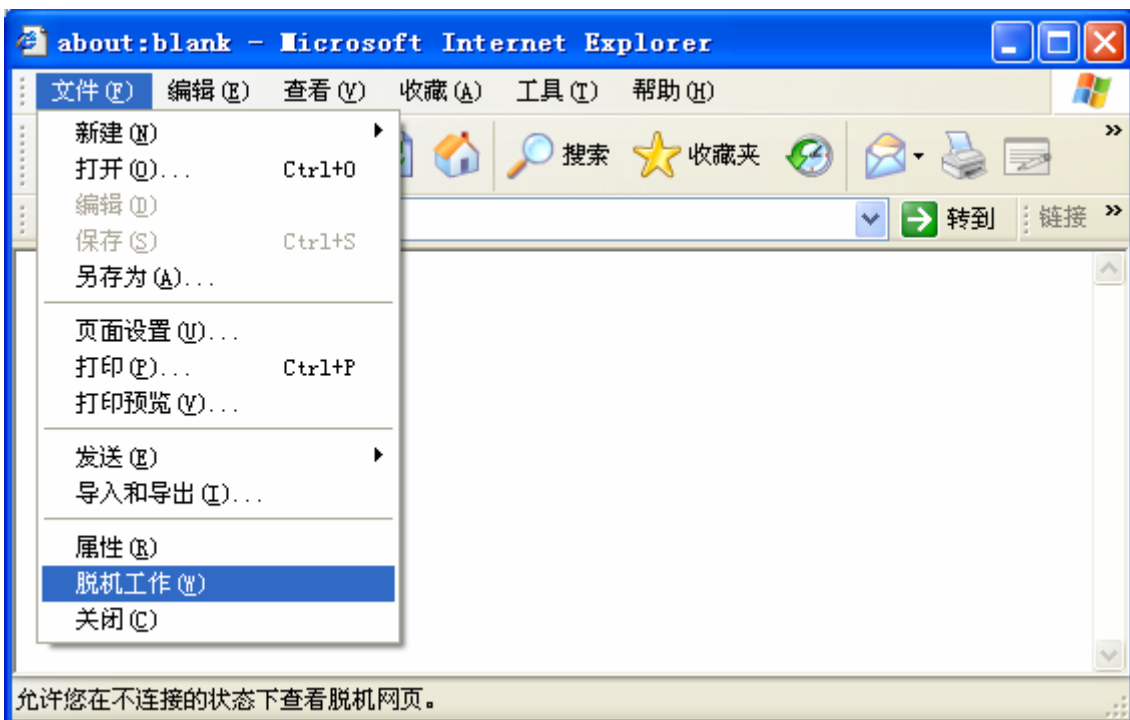 about:blank - Microsoft Internet Explorer
文件(F) 编辑(E) 查看(V) 收藏(A) 工具(T) 帮助(H)
搜索 收藏夹
转到 链接
新建(N)
打开(O)... Ctrl+O
编辑(D)
保存(S) Ctrl+S
另存为(A)...
页面设置(U)...
打印(P)... Ctrl+P
打印预览(V)...
发送(E)
导入和导出(I)...
属性(R)
脱机工作(W)
关闭(C)
允许您在不连接的状态下查看脱机网页。